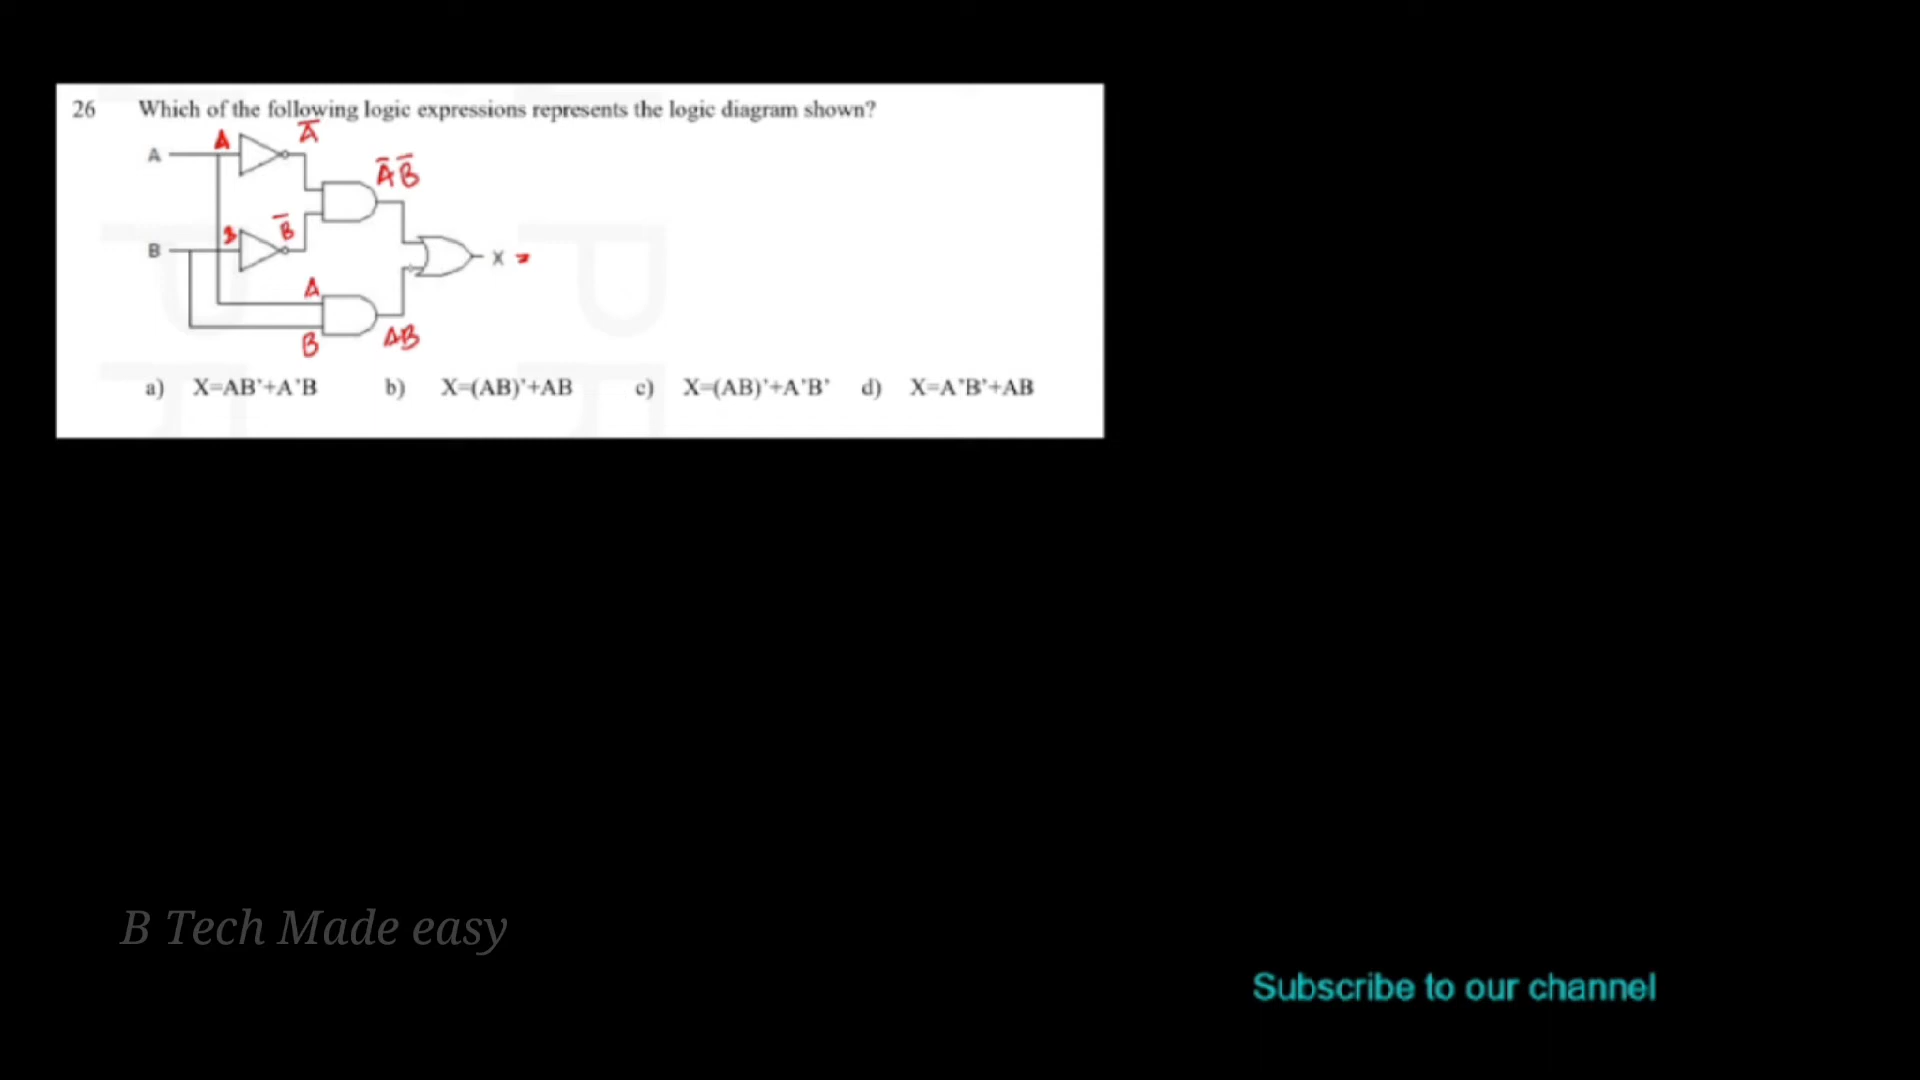 26 Which of the following logic expressions represents the logic diagram shown?
A A A̅
A̅ B̅
B B B̅
X =
A
B AB
a) X=AB’+A’B b) X=(AB)’+AB c) X=(AB)’+A’B’ d) X=A’B’+AB
B Tech Made easy
Subscribe to our channel